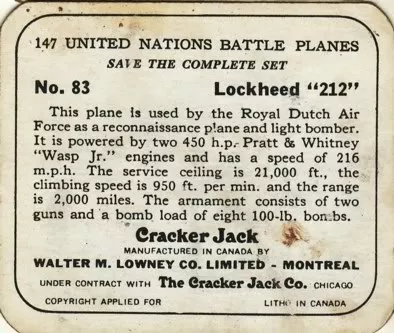 147 UNITED NATIONS BATTLE PLANES
SAVE THE COMPLETE SET
No. 83 Lockheed "212"
This plane is used by the Royal Dutch Air
Force as a reconnaissance plane and light bomber.
It is powered by two 450 h.p. Pratt & Whitney
"Wasp Jr." engines and has a speed of 216
m.p.h. The service ceiling is 21,000 ft., the
climbing speed is 950 ft. per min. and the range
is 2,000 miles. The armament consists of two
guns and a bomb load of eight 100-lb. bombs.
Cracker Jack
MANUFACTURED IN CANADA BY
WALTER M. LOWNEY CO. LIMITED - MONTREAL
UNDER CONTRACT WITH The Cracker Jack Co. CHICAGO
COPYRIGHT APPLIED FOR LITHO IN CANADA